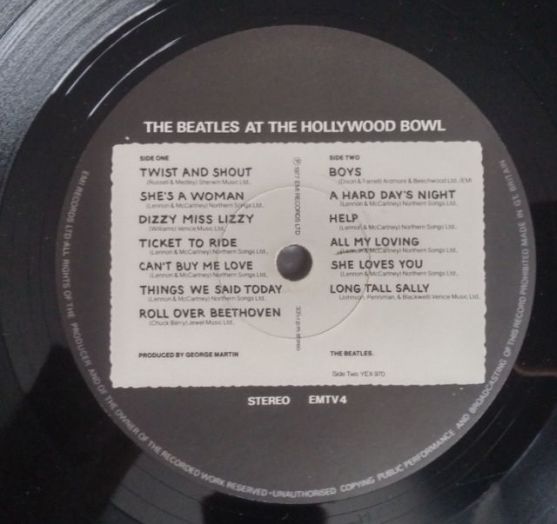 THE BEATLES AT THE HOLLYWOOD BOWL
SIDE ONE
TWIST AND SHOUT
(Russell & Medley) Sherwin Music Ltd.,
SHE'S A WOMAN
(Lennon & McCartney) Northern Songs Ltd.,
DIZZY MISS LIZZY
(Williams) Venice Music Ltd.,
TICKET TO RIDE
(Lennon & McCartney) Northern Songs Ltd.,
CAN'T BUY ME LOVE
(Lennon & McCartney) Northern Songs Ltd.,
THINGS WE SAID TODAY
(Lennon & McCartney) Northern Songs Ltd.,
ROLL OVER BEETHOVEN
(Chuck Berry) Jewel Music Ltd.,
PRODUCED BY GEORGE MARTIN
Ⓟ 1977 EMI RECORDS LTD
SIDE TWO
BOYS
(Dixon & Farrell) Ardmore & Beechwood Ltd., /EMI
A HARD DAY'S NIGHT
(Lennon & McCartney) Northern Songs Ltd.,
HELP
(Lennon & McCartney) Northern Songs Ltd.,
ALL MY LOVING
(Lennon & McCartney) Northern Songs Ltd.,
SHE LOVES YOU
(Lennon & McCartney) Northern Songs Ltd.,
LONG TALL SALLY
(Johnson, Penniman, & Blackwell) Venice Music Ltd.,
THE BEATLES.
(Side Two YEX 970
STEREO EMTV 4
EMI RECORDS LTD ALL RIGHTS OF THE PRODUCER AND OF THE OWNER OF THE RECORDED WORK RESERVED • UNAUTHORISED COPYING PUBLIC PERFORMANCE AND BROADCASTING OF THIS RECORD PROHIBITED MADE IN GT BRITAIN